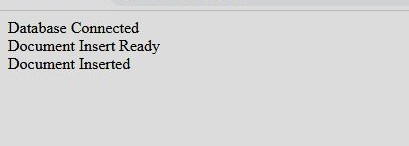 Database Connected
Document Insert Ready
Document Inserted